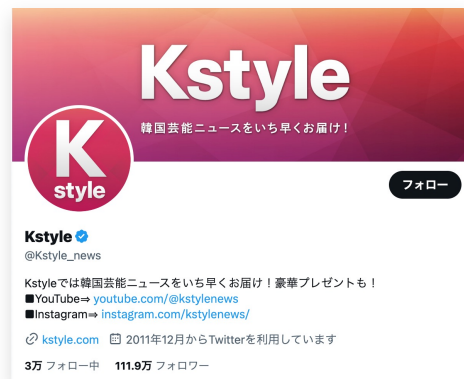 Kstyle
韓国芸能ニュースをいち早くお届け！
K
style
フォロー
Kstyle
@Kstyle_news
Kstyleでは韓国芸能ニュースをいち早くお届け！豪華プレゼントも！
■YouTube⇒ youtube.com/@kstylenews
■Instagram⇒ instagram.com/kstylenews/
kstyle.com 2011年12月からTwitterを利用しています
3万 フォロー中 111.9万 フォロワー